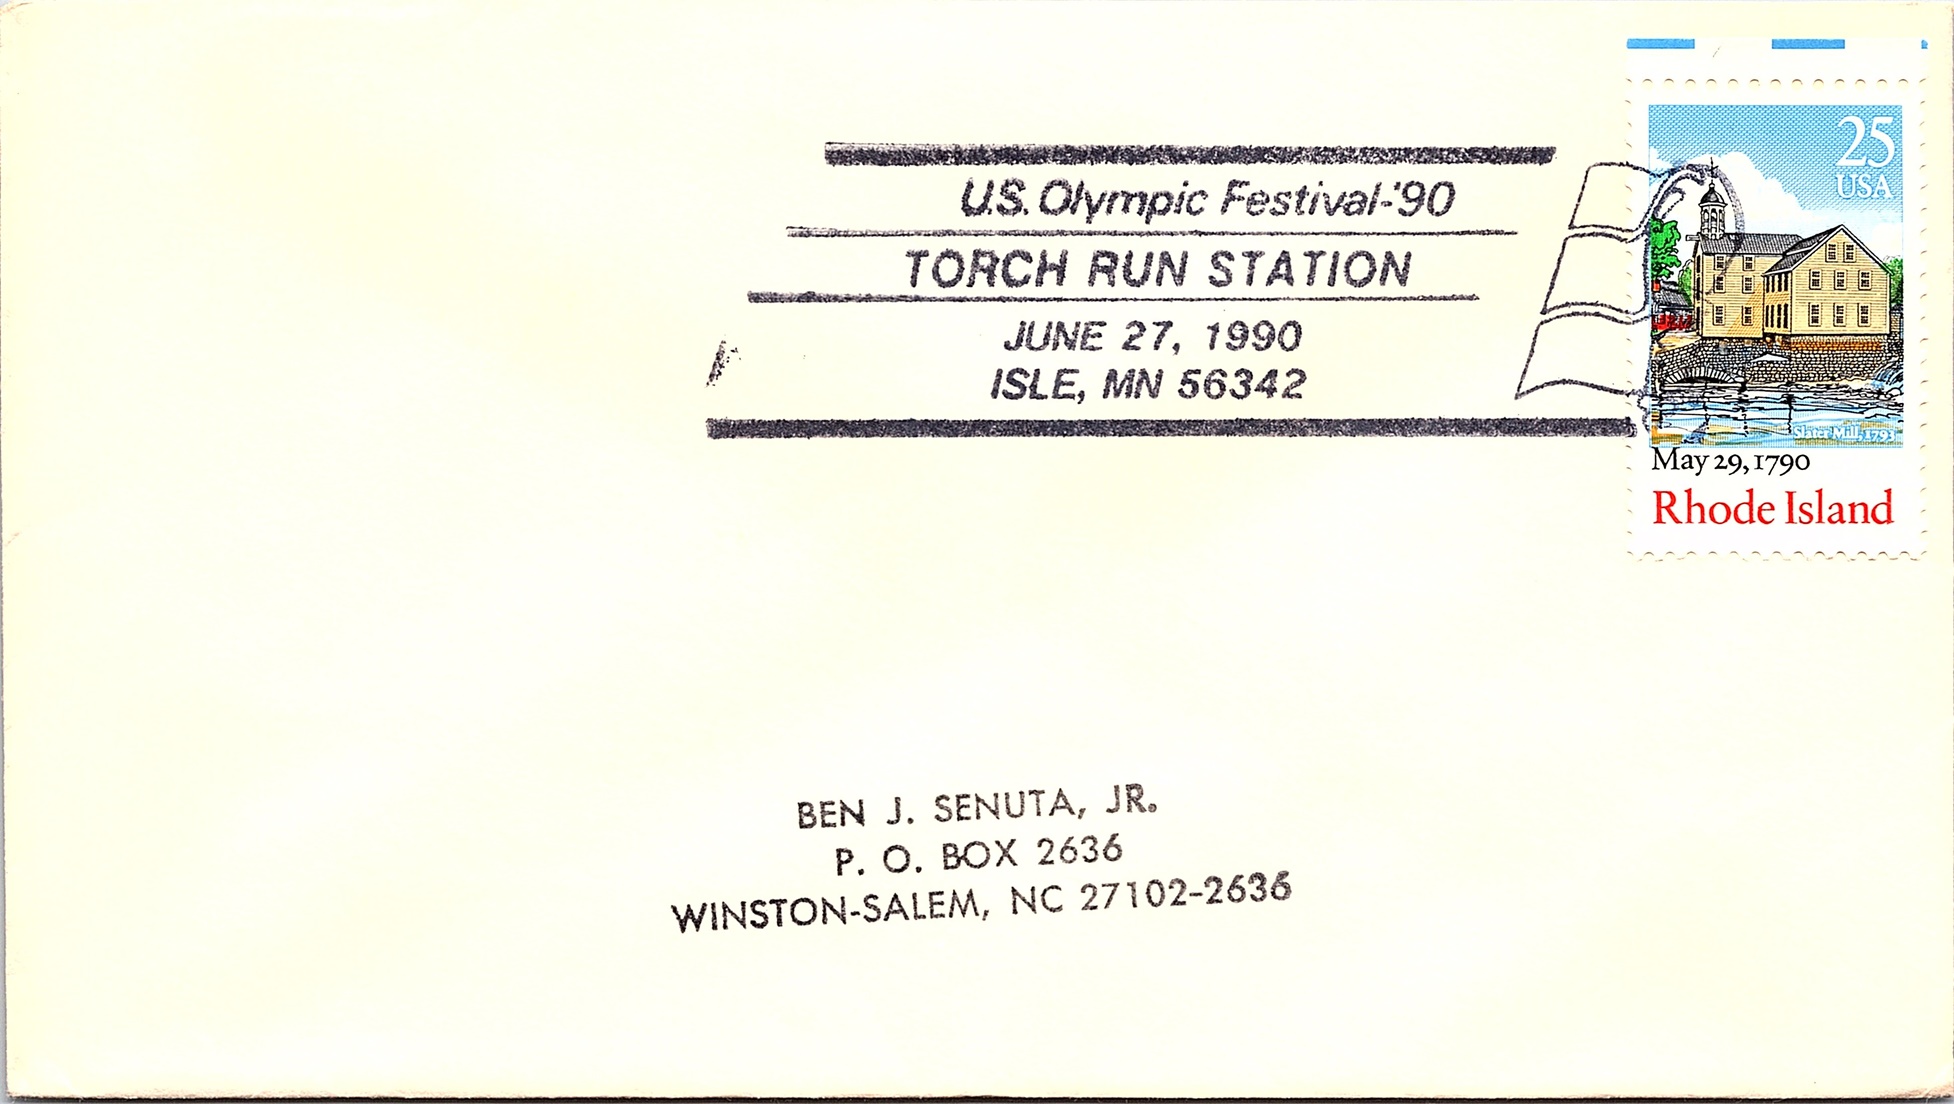 U.S. Olympic Festival-'90
TORCH RUN STATION
JUNE 27, 1990
ISLE, MN 56342
25
USA
Slater Mill, 1793
May 29, 1790
Rhode Island
BEN J. SENUTA, JR.
P. O. BOX 2636
WINSTON-SALEM, NC 27102-2636